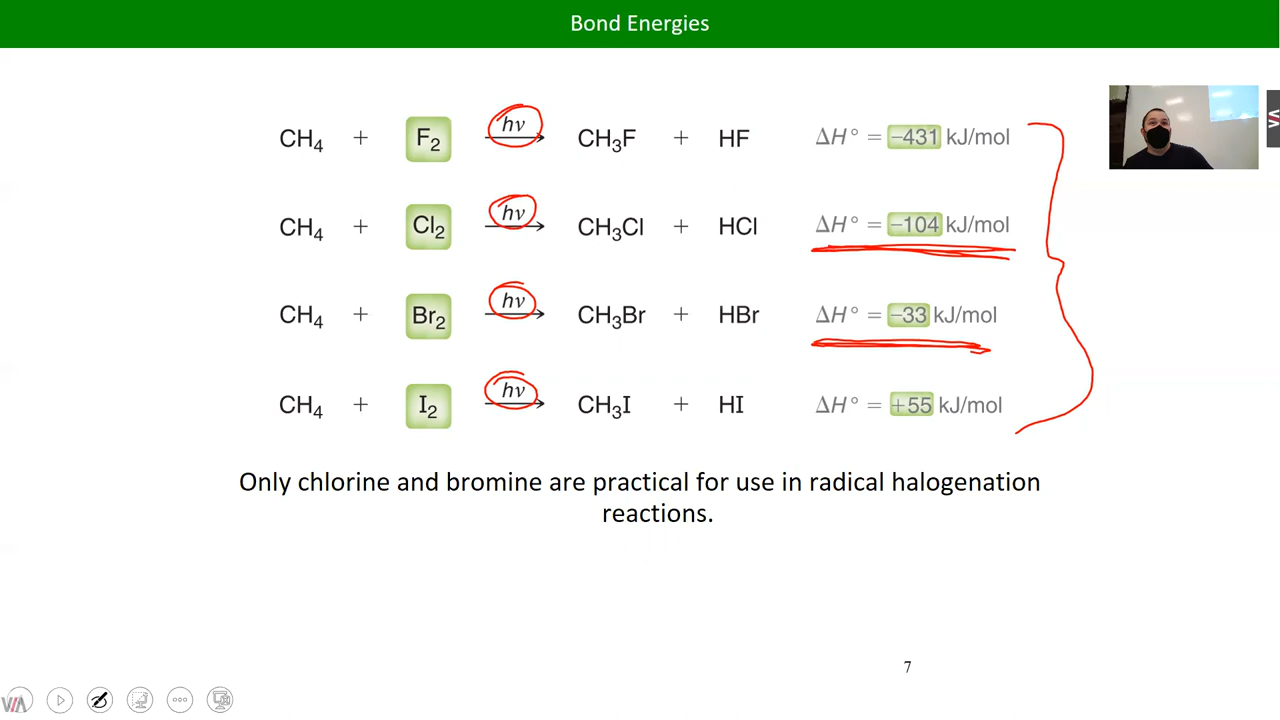 Bond Energies
CH₄ + F₂ hν CH₃F + HF ΔH° = −431 kJ/mol
CH₄ + Cl₂ hν CH₃Cl + HCl ΔH° = −104 kJ/mol
CH₄ + Br₂ hν CH₃Br + HBr ΔH° = −33 kJ/mol
CH₄ + I₂ hν CH₃I + HI ΔH° = +55 kJ/mol
Only chlorine and bromine are practical for use in radical halogenation
reactions.
7
VIA